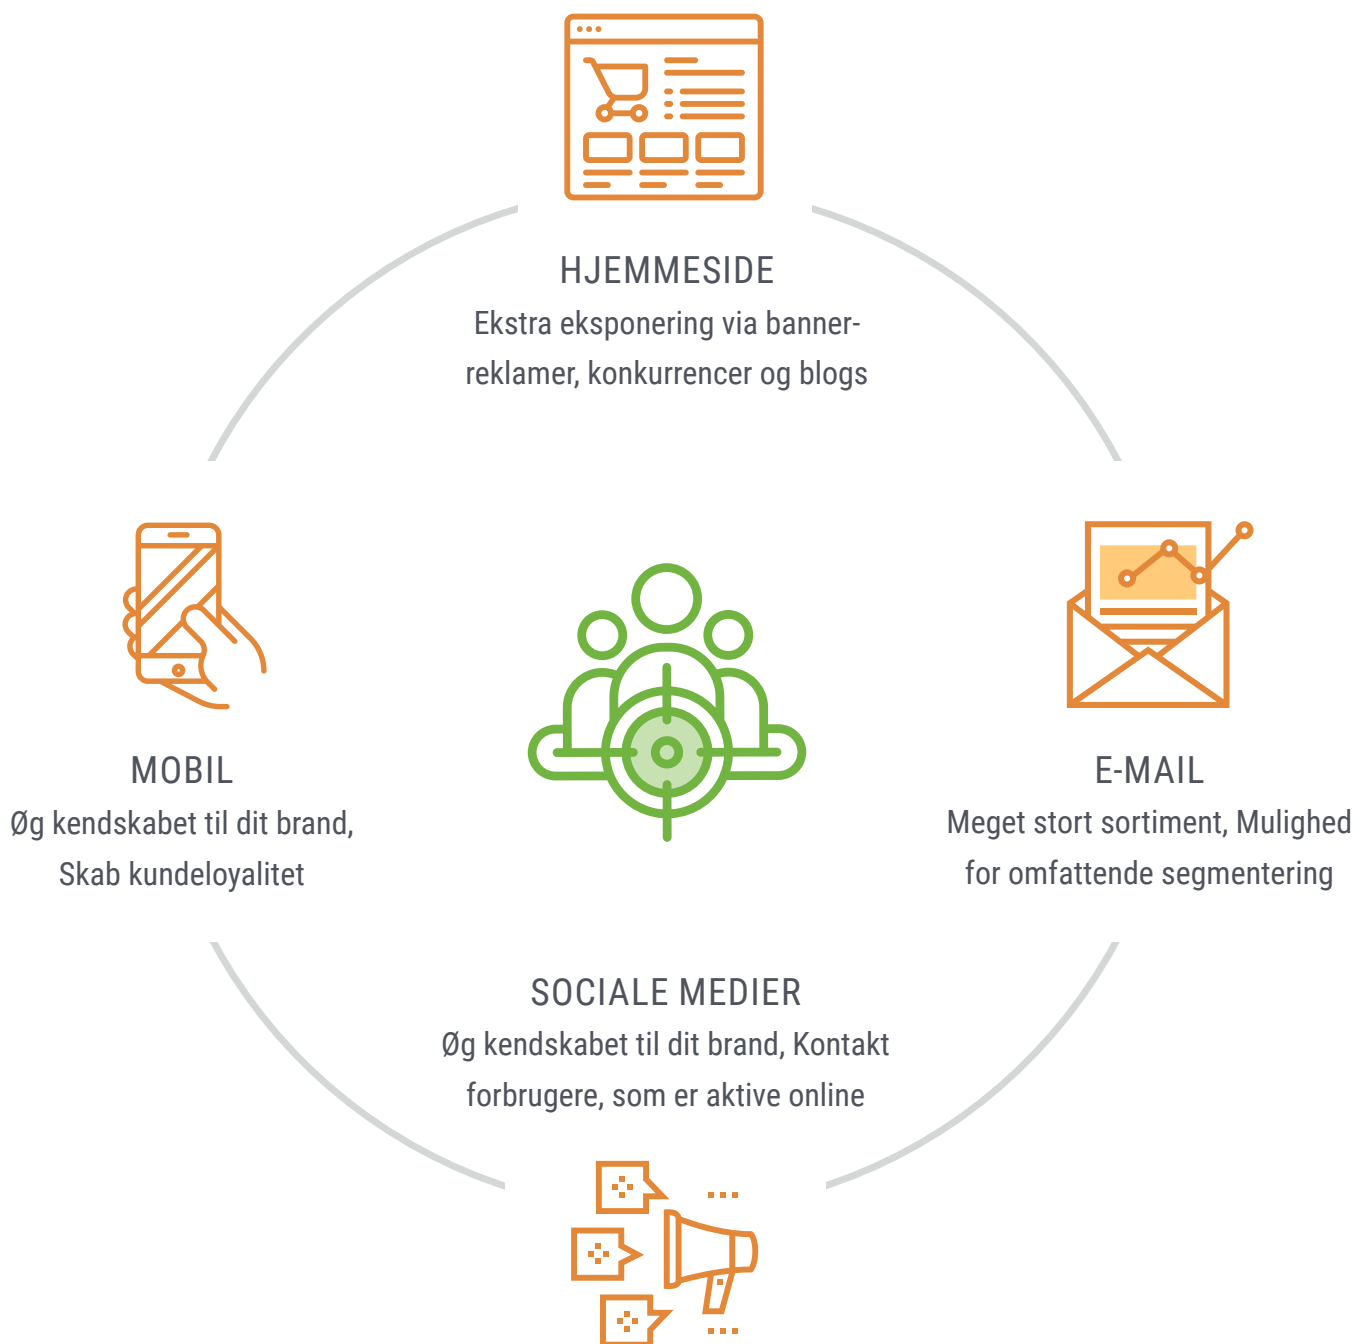 HJEMMESIDE
Ekstra eksponering via banner-
reklamer, konkurrencer og blogs
MOBIL
Øg kendskabet til dit brand,
Skab kundeloyalitet
E-MAIL
Meget stort sortiment, Mulighed
for omfattende segmentering
SOCIALE MEDIER
Øg kendskabet til dit brand, Kontakt
forbrugere, som er aktive online